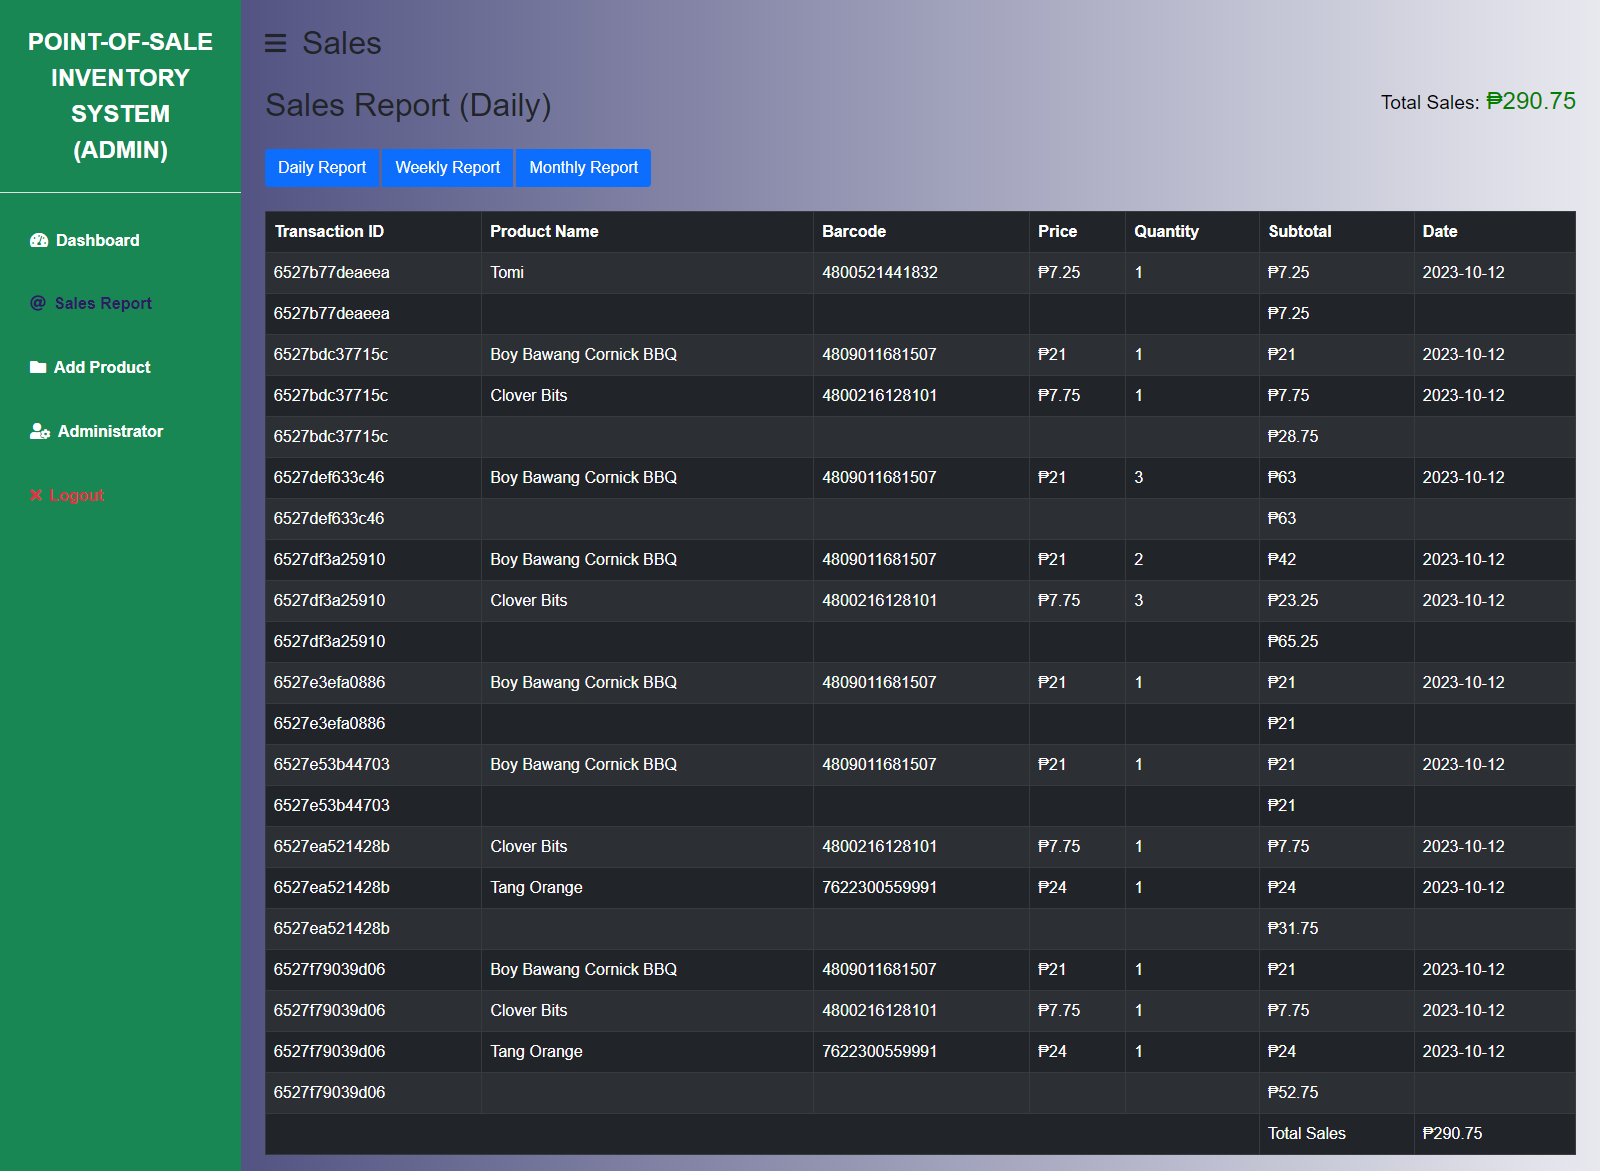 POINT-OF-SALE
INVENTORY
SYSTEM
(ADMIN)
Dashboard
Sales Report
Add Product
Administrator
Logout
Sales
Sales Report (Daily)
Total Sales: ₱290.75
Daily Report Weekly Report Monthly Report
Transaction ID Product Name Barcode Price Quantity Subtotal Date
6527b77deaeea Tomi 4800521441832 ₱7.25 1 ₱7.25 2023-10-12
6527b77deaeea ₱7.25
6527bdc37715c Boy Bawang Cornick BBQ 4809011681507 ₱21 1 ₱21 2023-10-12
6527bdc37715c Clover Bits 4800216128101 ₱7.75 1 ₱7.75 2023-10-12
6527bdc37715c ₱28.75
6527def633c46 Boy Bawang Cornick BBQ 4809011681507 ₱21 3 ₱63 2023-10-12
6527def633c46 ₱63
6527df3a25910 Boy Bawang Cornick BBQ 4809011681507 ₱21 2 ₱42 2023-10-12
6527df3a25910 Clover Bits 4800216128101 ₱7.75 3 ₱23.25 2023-10-12
6527df3a25910 ₱65.25
6527e3efa0886 Boy Bawang Cornick BBQ 4809011681507 ₱21 1 ₱21 2023-10-12
6527e3efa0886 ₱21
6527e53b44703 Boy Bawang Cornick BBQ 4809011681507 ₱21 1 ₱21 2023-10-12
6527e53b44703 ₱21
6527ea521428b Clover Bits 4800216128101 ₱7.75 1 ₱7.75 2023-10-12
6527ea521428b Tang Orange 7622300559991 ₱24 1 ₱24 2023-10-12
6527ea521428b ₱31.75
6527f79039d06 Boy Bawang Cornick BBQ 4809011681507 ₱21 1 ₱21 2023-10-12
6527f79039d06 Clover Bits 4800216128101 ₱7.75 1 ₱7.75 2023-10-12
6527f79039d06 Tang Orange 7622300559991 ₱24 1 ₱24 2023-10-12
6527f79039d06 ₱52.75
Total Sales ₱290.75